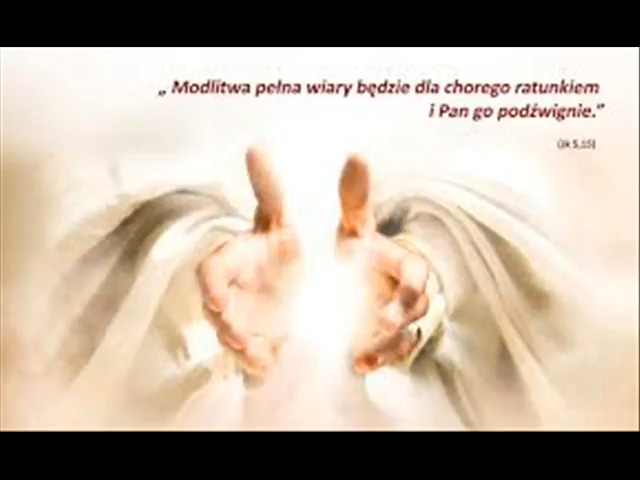 „ Modlitwa pełna wiary będzie dla chorego ratunkiem
i Pan go podźwignie.”
(Jk 5,15)